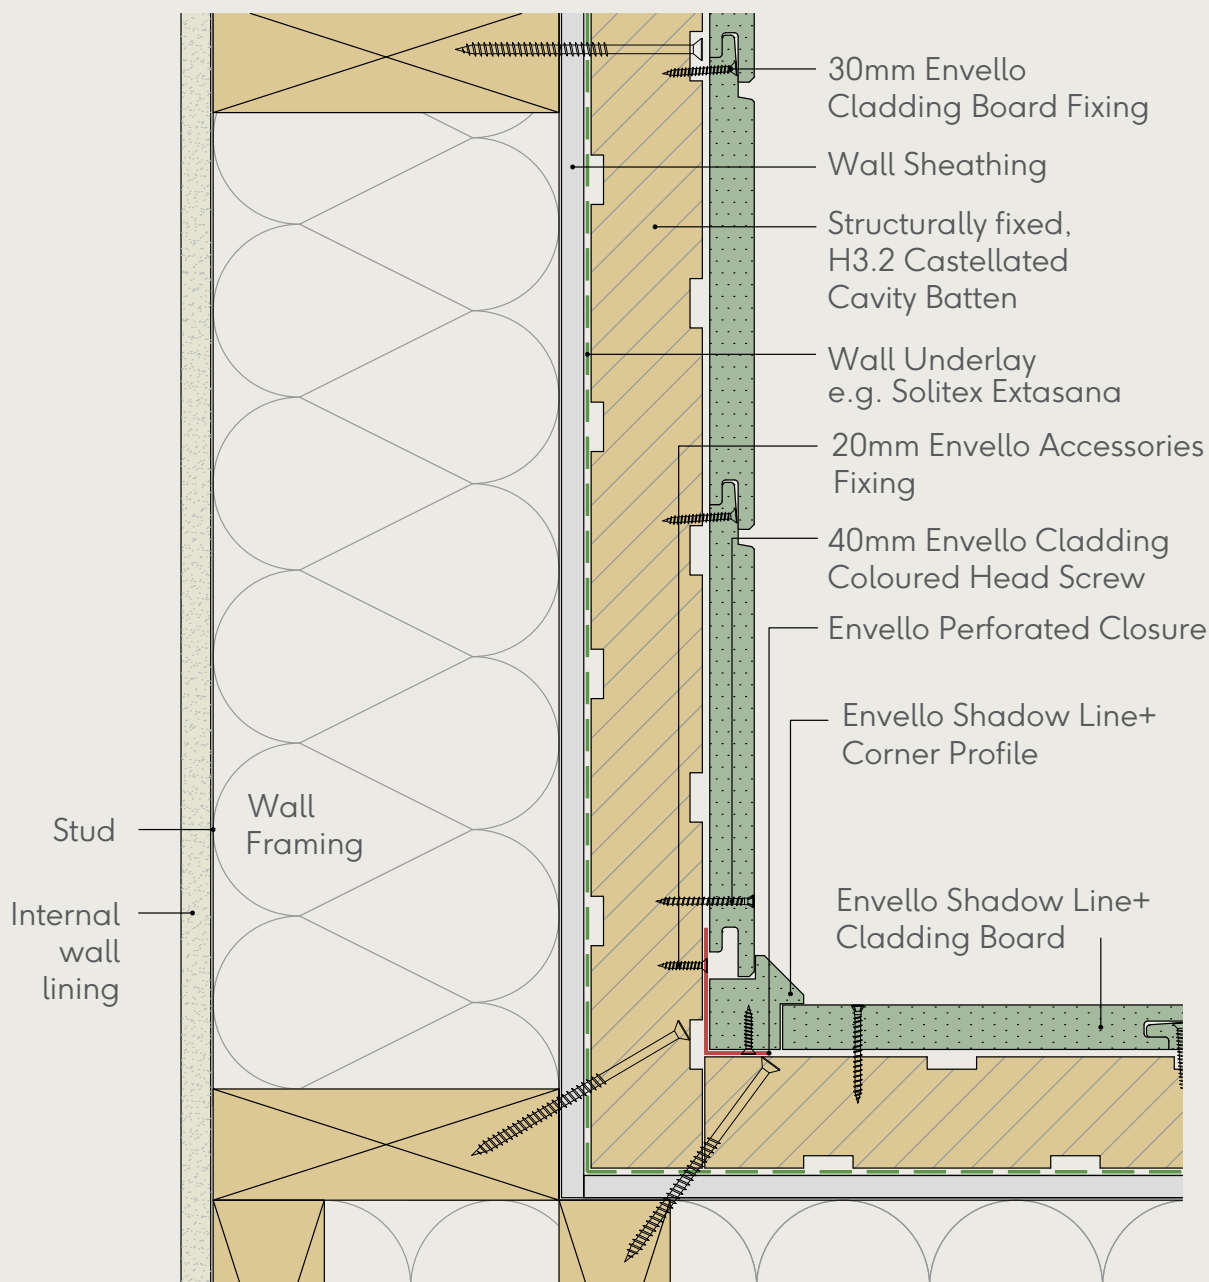 30mm Envello
Cladding Board Fixing
Wall Sheathing
Structurally fixed,
H3.2 Castellated
Cavity Batten
Wall Underlay
e.g. Solitex Extasana
20mm Envello Accessories
Fixing
40mm Envello Cladding
Coloured Head Screw
Envello Perforated Closure
Envello Shadow Line+
Corner Profile
Envello Shadow Line+
Cladding Board
Wall
Framing
Stud
Internal
wall
lining